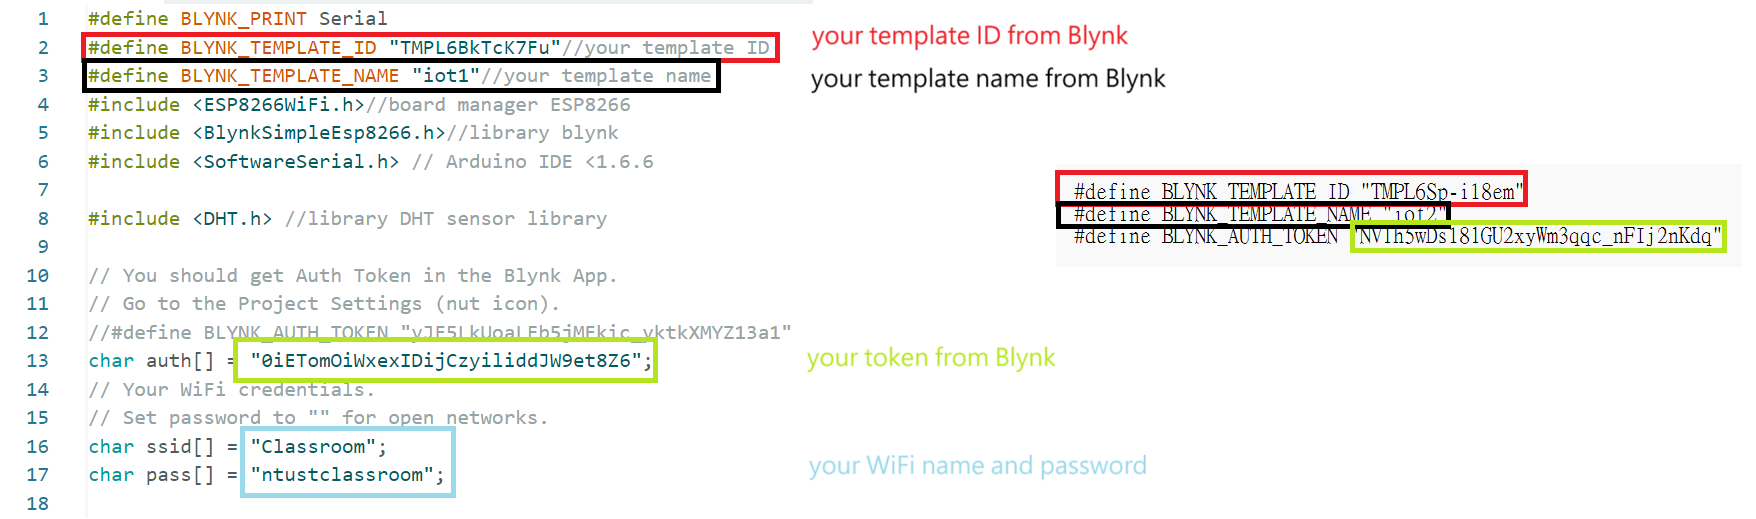 1 #define BLYNK_PRINT Serial
2 #define BLYNK_TEMPLATE_ID "TMPL6BkTcK7Fu"//your template ID
your template ID from Blynk
3 #define BLYNK_TEMPLATE_NAME "iot1"//your template name
your template name from Blynk
4 #include <ESP8266WiFi.h>//board manager ESP8266
5 #include <BlynkSimpleEsp8266.h>//library blynk
6 #include <SoftwareSerial.h> // Arduino IDE <1.6.6
7
8 #include <DHT.h> //library DHT sensor library
9
10 // You should get Auth Token in the Blynk App.
11 // Go to the Project Settings (nut icon).
12 //#define BLYNK_AUTH_TOKEN "yJF5LkUoaLFb5jMFkic_yktkXMYZ13a1"
13 char auth[] = "0iETomOiWxexIDijCzyiliddJW9et8Z6";
your token from Blynk
14 // Your WiFi credentials.
15 // Set password to "" for open networks.
16 char ssid[] = "Classroom";
17 char pass[] = "ntustclassroom";
your WiFi name and password
18
#define BLYNK_TEMPLATE_ID "TMPL6Sp-i18em"
#define BLYNK_TEMPLATE_NAME "iot2"
#define BLYNK_AUTH_TOKEN "NVTh5wDs181GU2xyWm3qqc_nFIj2nKdq"